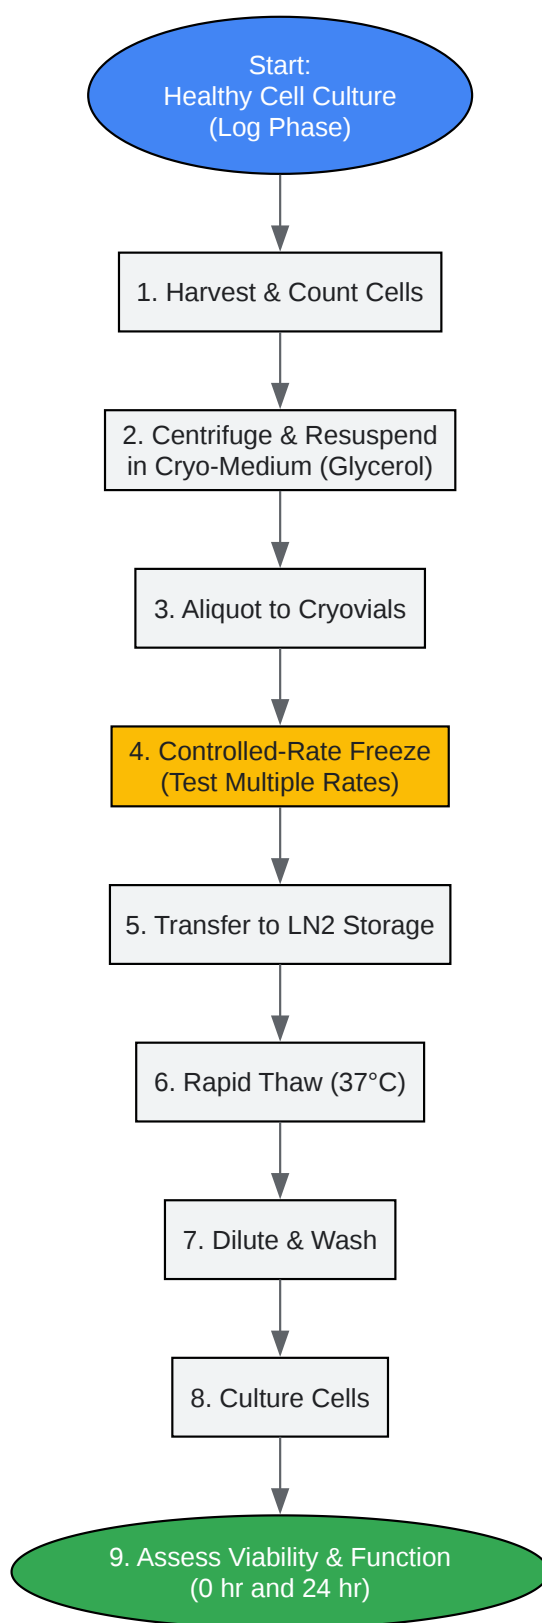 Start:
Healthy Cell Culture
(Log Phase)
1. Harvest & Count Cells
2. Centrifuge & Resuspend
in Cryo-Medium (Glycerol)
3. Aliquot to Cryovials
4. Controlled-Rate Freeze
(Test Multiple Rates)
5. Transfer to LN2 Storage
6. Rapid Thaw (37°C)
7. Dilute & Wash
8. Culture Cells
9. Assess Viability & Function
(0 hr and 24 hr)